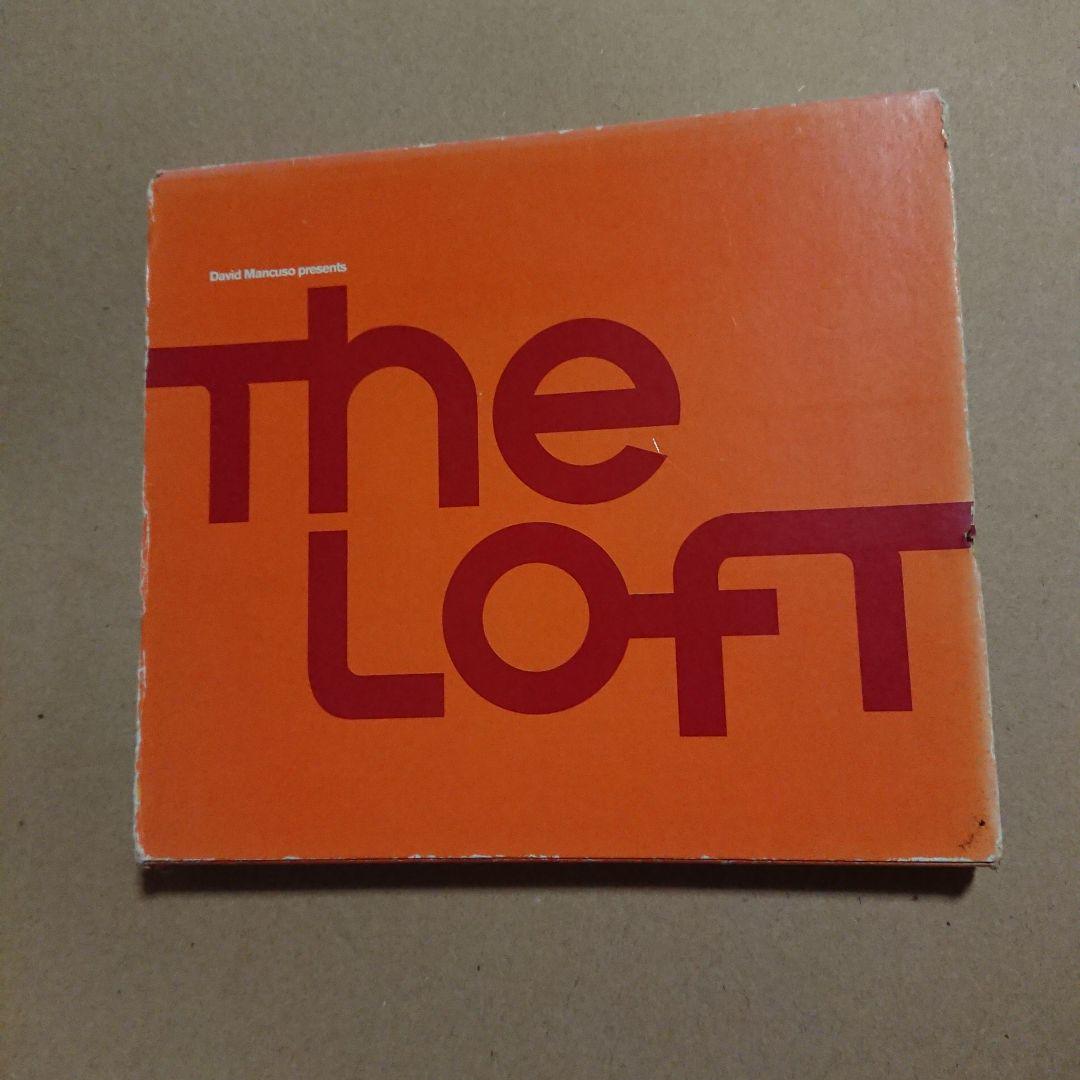 David Mancuso presents
The
Loft